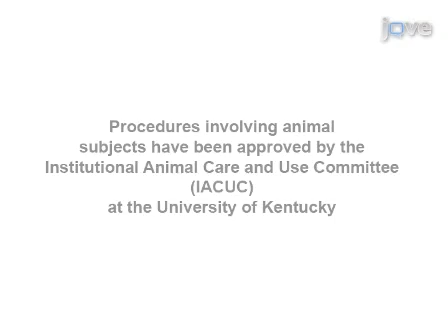 jove
Procedures involving animal
subjects have been approved by the
Institutional Animal Care and Use Committee
(IACUC)
at the University of Kentucky